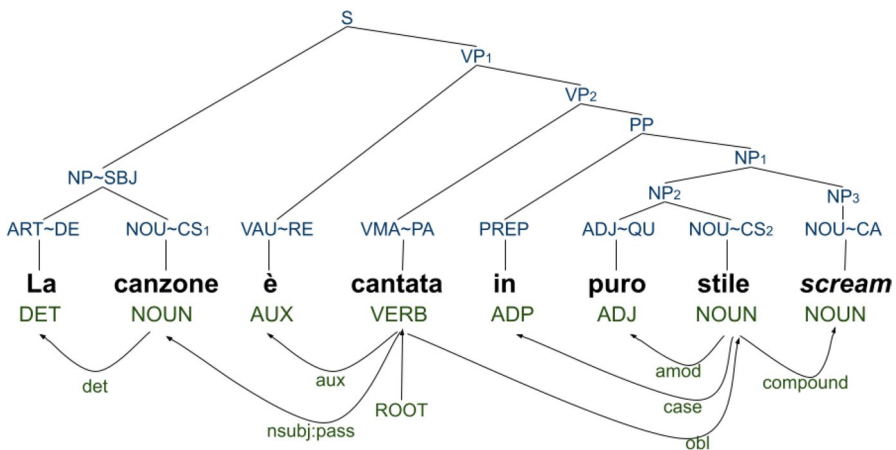 S
VP1
VP2
PP
NP1
NP~SBJ NP2 NP3
ART~DE NOU~CS1 VAU~RE VMA~PA PREP ADJ~QU NOU~CS2 NOU~CA
La canzone è cantata in puro stile scream
DET NOUN AUX VERB ADP ADJ NOUN NOUN
det aux amod compound
ROOT case
nsubj:pass obl